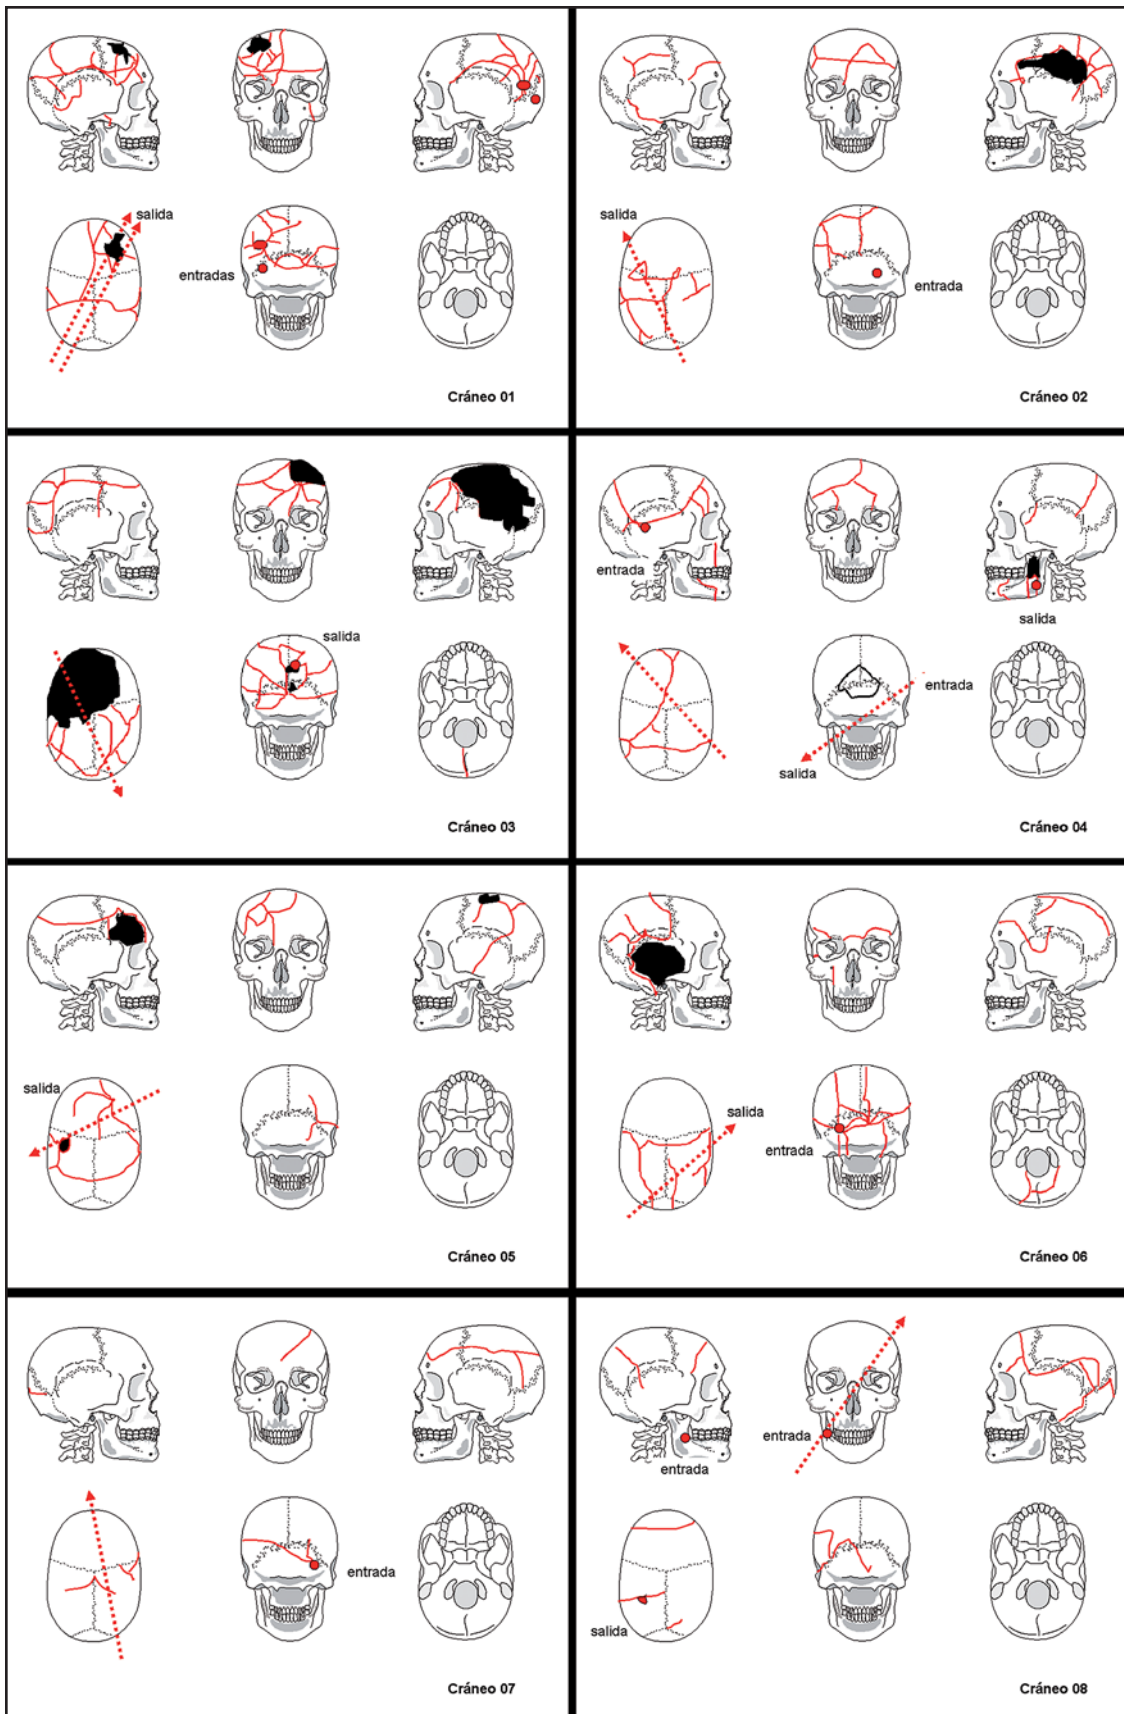 salida
entradas
Cráneo 01
salida
entrada
Cráneo 02
salida
Cráneo 03
entrada
salida
entrada
salida
Cráneo 04
salida
Cráneo 05
salida
entrada
Cráneo 06
entrada
Cráneo 07
entrada
entrada
salida
Cráneo 08